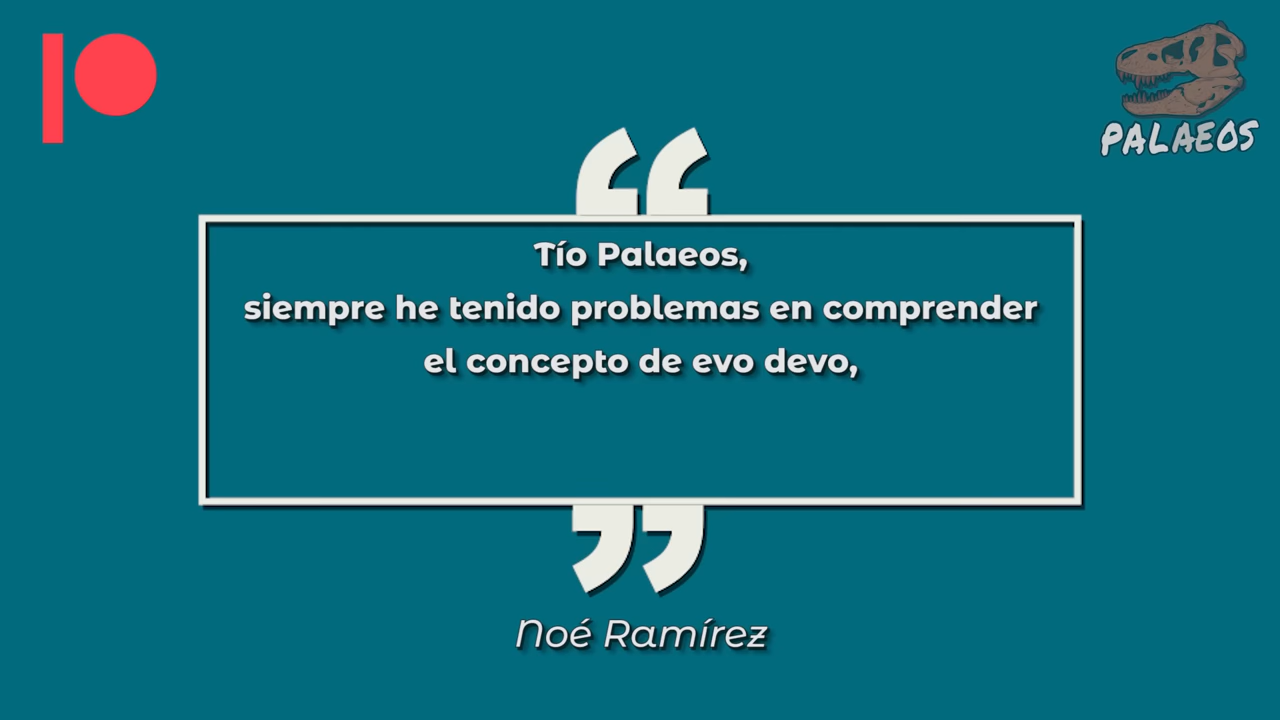 PALAEOS
“
Tío Palaeos,
siempre he tenido problemas en comprender
el concepto de evo devo,
”
Noé Ramírez